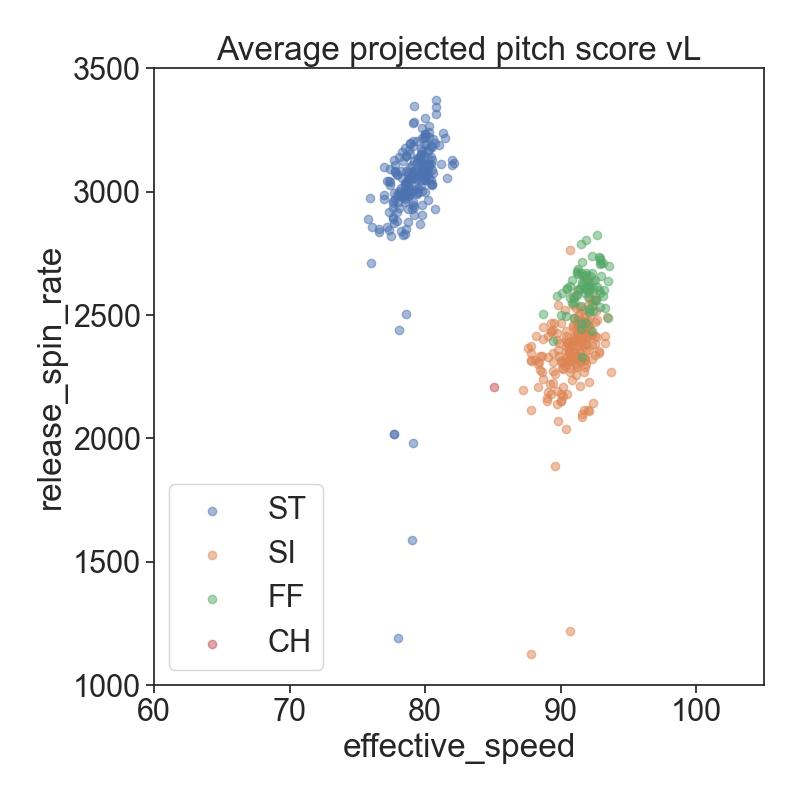 Average projected pitch score vL
3500
3000
2500
2000
1500
1000
release_spin_rate
ST
SI
FF
CH
60 70 80 90 100
effective_speed